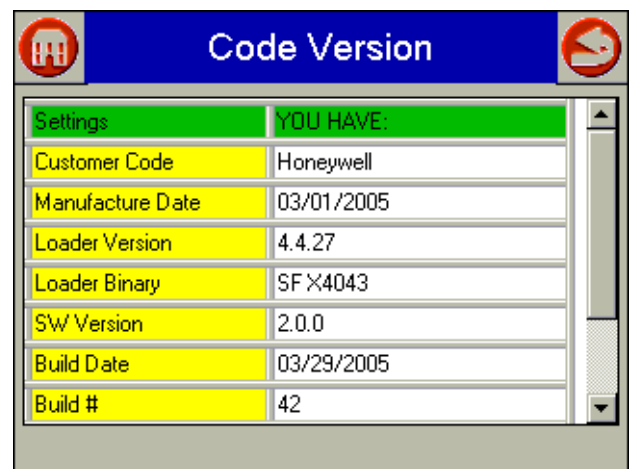 Code Version
Settings YOU HAVE:
Customer Code Honeywell
Manufacture Date 03/01/2005
Loader Version 4.4.27
Loader Binary SF X4043
SW Version 2.0.0
Build Date 03/29/2005
Build # 42